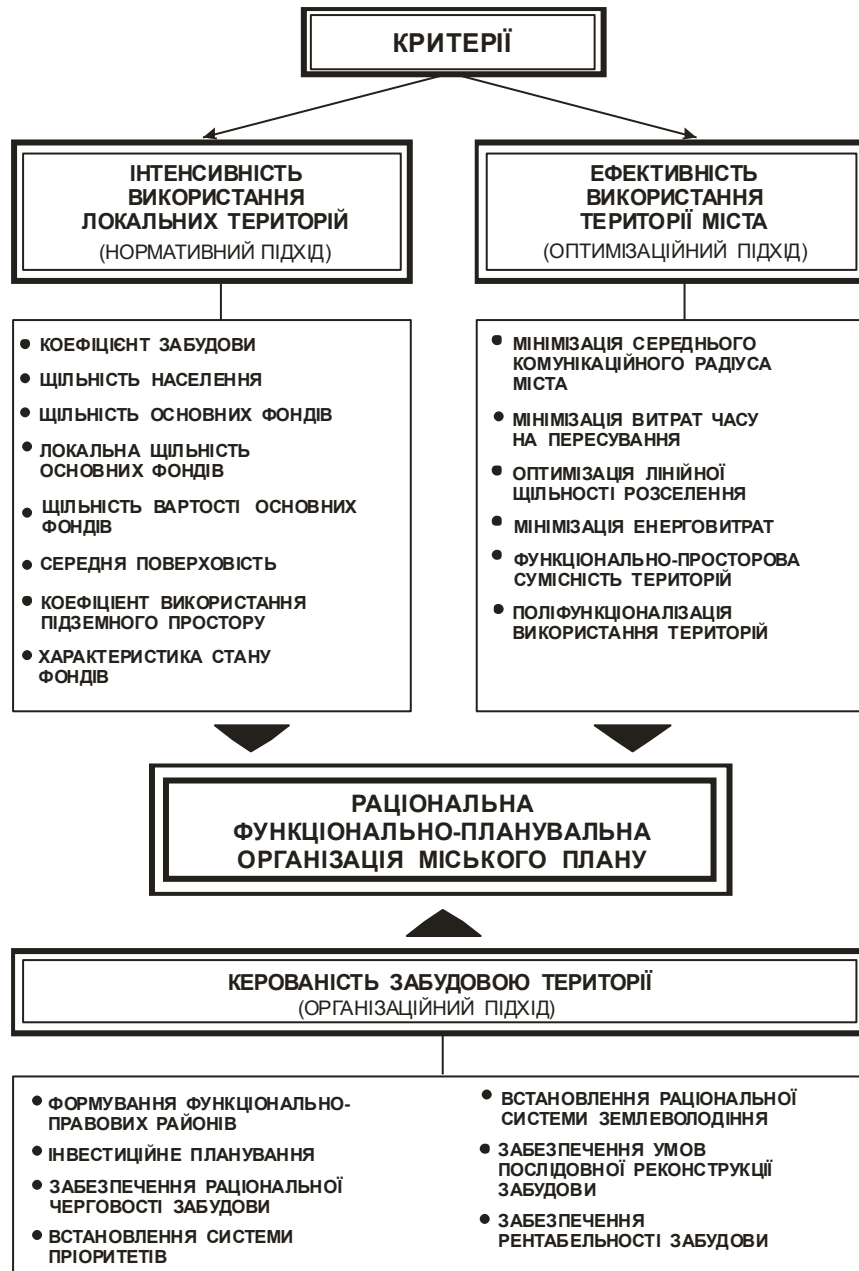 КРИТЕРІЇ
ІНТЕНСИВНІСТЬ
ВИКОРИСТАННЯ
ЛОКАЛЬНИХ ТЕРИТОРІЙ
(НОРМАТИВНИЙ ПІДХІД)
ЕФЕКТИВНІСТЬ
ВИКОРИСТАННЯ
ТЕРИТОРІЇ МІСТА
(ОПТИМІЗАЦІЙНИЙ ПІДХІД)
• КОЕФІЦІЄНТ ЗАБУДОВИ
• ЩІЛЬНІСТЬ НАСЕЛЕННЯ
• ЩІЛЬНІСТЬ ОСНОВНИХ ФОНДІВ
• ЛОКАЛЬНА ЩІЛЬНІСТЬ
ОСНОВНИХ ФОНДІВ
• ЩІЛЬНІСТЬ ВАРТОСТІ ОСНОВНИХ
ФОНДІВ
• СЕРЕДНЯ ПОВЕРХОВІСТЬ
• КОЕФІЦІЕНТ ВИКОРИСТАННЯ
ПІДЗЕМНОГО ПРОСТОРУ
• ХАРАКТЕРИСТИКА СТАНУ
ФОНДІВ
• МІНІМІЗАЦІЯ СЕРЕДНЬОГО
КОМУНІКАЦІЙНОГО РАДІУСА
МІСТА
• МІНІМІЗАЦІЯ ВИТРАТ ЧАСУ
НА ПЕРЕСУВАННЯ
• ОПТИМІЗАЦІЯ ЛІНІЙНОЇ
ЩІЛЬНОСТІ РОЗСЕЛЕННЯ
• МІНІМІЗАЦІЯ ЕНЕРГОВИТРАТ
• ФУНКЦІОНАЛЬНО-ПРОСТОРОВА
СУМІСНІСТЬ ТЕРИТОРІЙ
• ПОЛІФУНКЦІОНАЛІЗАЦІЯ
ВИКОРИСТАННЯ ТЕРИТОРІЙ
РАЦІОНАЛЬНА
ФУНКЦІОНАЛЬНО-ПЛАНУВАЛЬНА
ОРГАНІЗАЦІЯ МІСЬКОГО ПЛАНУ
КЕРОВАНІСТЬ ЗАБУДОВОЮ ТЕРИТОРІЇ
(ОРГАНІЗАЦІЙНИЙ ПІДХІД)
• ФОРМУВАННЯ ФУНКЦІОНАЛЬНО-
ПРАВОВИХ РАЙОНІВ
• ІНВЕСТИЦІЙНЕ ПЛАНУВАННЯ
• ЗАБЕЗПЕЧЕННЯ РАЦІОНАЛЬНОЇ
ЧЕРГОВОСТІ ЗАБУДОВИ
• ВСТАНОВЛЕННЯ СИСТЕМИ
ПРІОРИТЕТІВ
• ВСТАНОВЛЕННЯ РАЦІОНАЛЬНОЇ
СИСТЕМИ ЗЕМЛЕВОЛОДІННЯ
• ЗАБЕЗПЕЧЕННЯ УМОВ
ПОСЛІДОВНОЇ РЕКОНСТРУКЦІЇ
ЗАБУДОВИ
• ЗАБЕЗПЕЧЕННЯ
РЕНТАБЕЛЬНОСТІ ЗАБУДОВИ